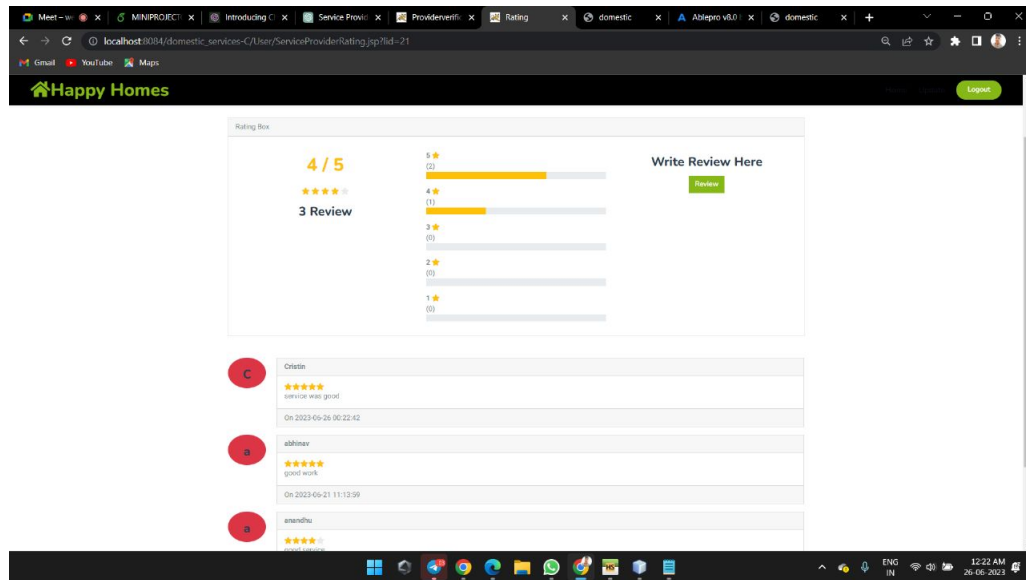 Meet – w
MINIPROJECT
Introducing C
Service Provid
Providerverific
Rating
domestic
Ablepro v8.0
domestic
localhost:8084/domestic_services-C/User/ServiceProviderRating.jsp?lid=21
Gmail
YouTube
Maps
Happy Homes
Logout
Rating Box
4 / 5
3 Review
5
(2)
4
(1)
3
(0)
2
(0)
1
(0)
Write Review Here
Review
C
Cristin
service was good
On 2023-06-26 00:22:42
a
abhinav
good work
On 2023-06-21 11:13:59
a
anandhu
good service
ENG
IN
12:22 AM
26-06-2023